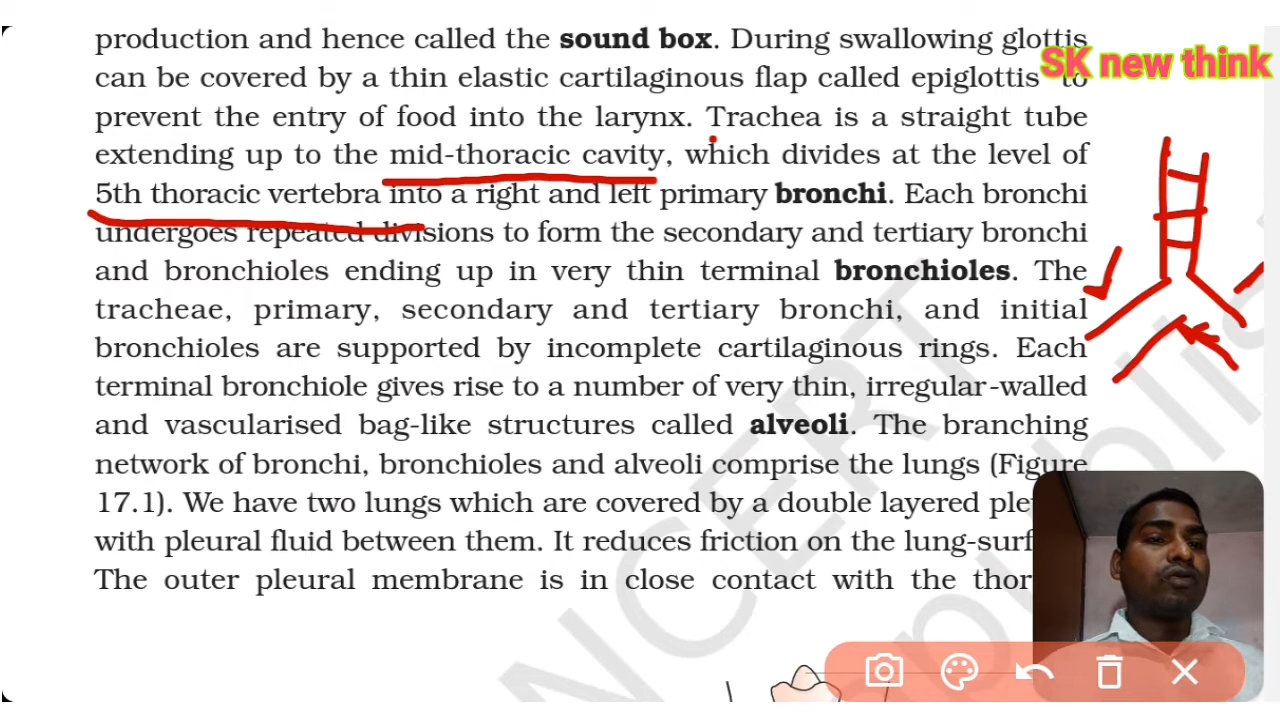 production and hence called the sound box. During swallowing glottis
SK new think
can be covered by a thin elastic cartilaginous flap called epiglottis to
prevent the entry of food into the larynx. Trachea is a straight tube
extending up to the mid-thoracic cavity, which divides at the level of
5th thoracic vertebra into a right and left primary bronchi. Each bronchi
undergoes repeated divisions to form the secondary and tertiary bronchi
and bronchioles ending up in very thin terminal bronchioles. The
tracheae, primary, secondary and tertiary bronchi, and initial
bronchioles are supported by incomplete cartilaginous rings. Each
terminal bronchiole gives rise to a number of very thin, irregular-walled
and vascularised bag-like structures called alveoli. The branching
network of bronchi, bronchioles and alveoli comprise the lungs (Figure
17.1). We have two lungs which are covered by a double layered
with pleural fluid between them. It reduces friction on the
The outer pleural membrane is in close contact with the
NCERT